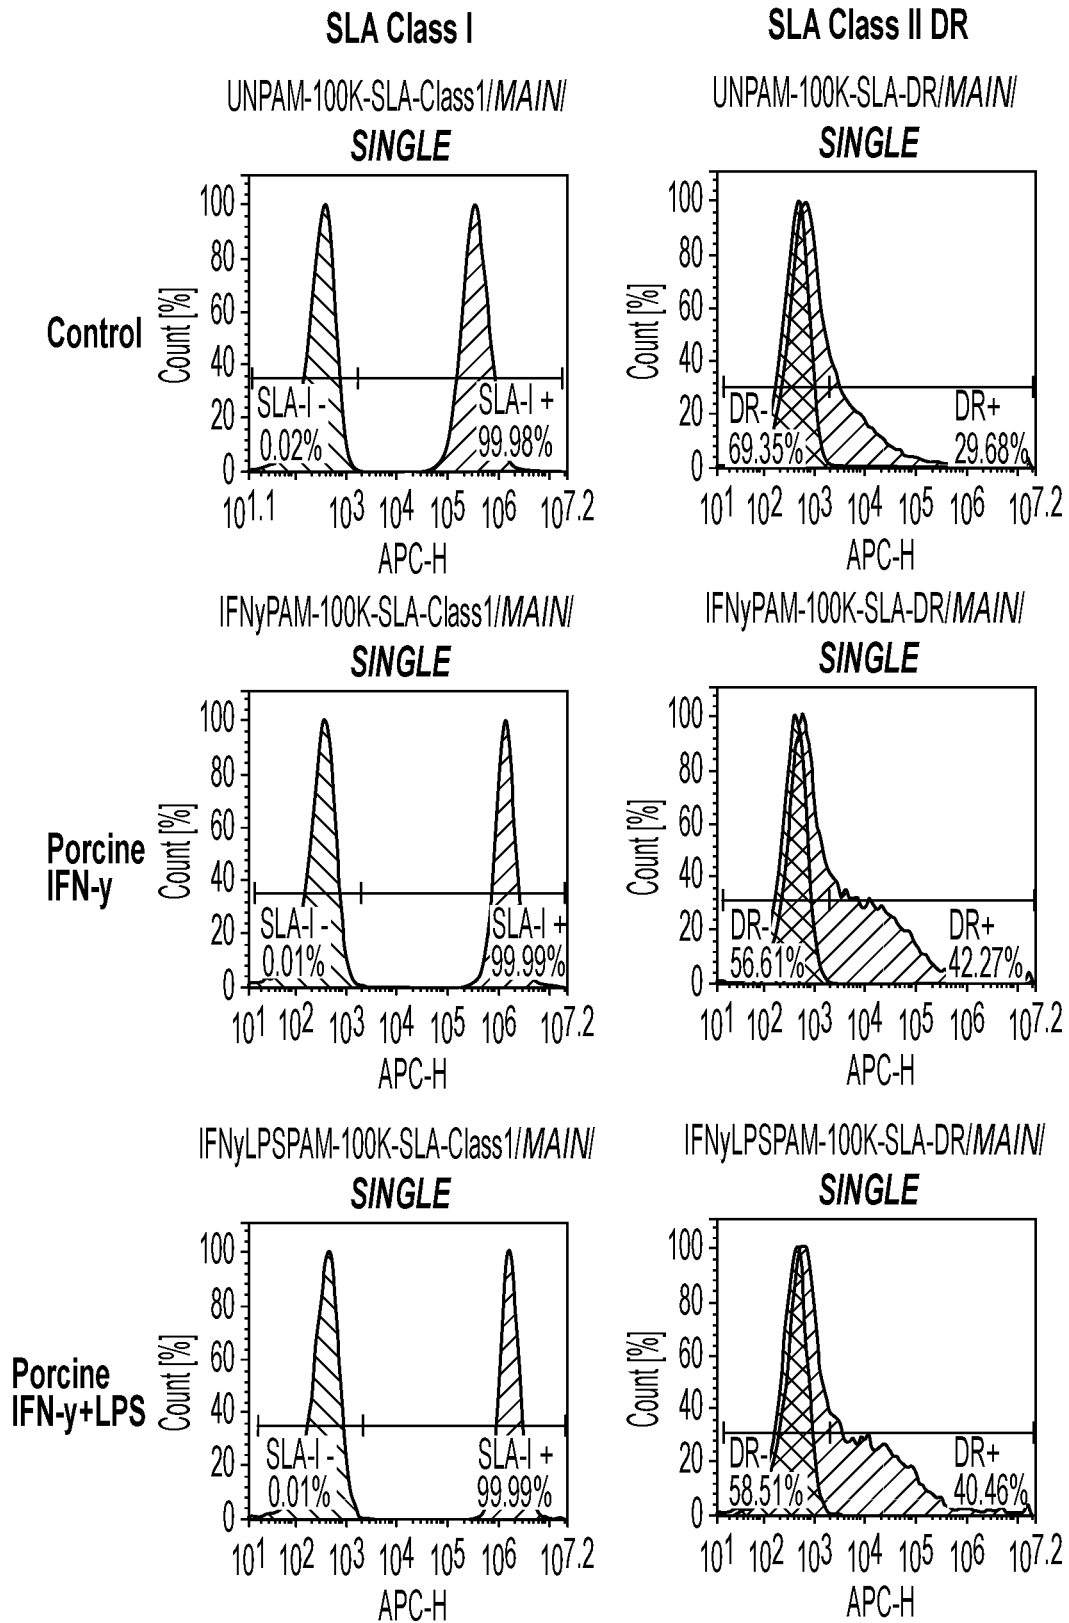 SLA Class I
SLA Class II DR
UNPAM-100K-SLA-Class1/MAIN/
SINGLE
UNPAM-100K-SLA-DR/MAIN/
SINGLE
Control
Count [%]
100
80
60
40
20
0
SLA-I -
0.02%
SLA-I +
99.98%
10^1.1 10^3 10^4 10^5 10^6 10^7.2
APC-H
Count [%]
100
80
60
40
20
0
DR-
69.35%
DR+
29.68%
10^1 10^2 10^3 10^4 10^5 10^6 10^7.2
APC-H
IFNyPAM-100K-SLA-Class1/MAIN/
SINGLE
IFNyPAM-100K-SLA-DR/MAIN/
SINGLE
Porcine
IFN-y
Count [%]
100
80
60
40
20
0
SLA-I -
0.01%
SLA-I +
99.99%
10^1 10^2 10^3 10^4 10^5 10^6 10^7.2
APC-H
Count [%]
100
80
60
40
20
0
DR-
56.61%
DR+
42.27%
10^1 10^2 10^3 10^4 10^5 10^6 10^7.2
APC-H
IFNyLPSPAM-100K-SLA-Class1/MAIN/
SINGLE
IFNyLPSPAM-100K-SLA-DR/MAIN/
SINGLE
Porcine
IFN-y+LPS
Count [%]
100
80
60
40
20
0
SLA-I -
0.01%
SLA-I +
99.99%
10^1 10^2 10^3 10^4 10^5 10^6 10^7.2
APC-H
Count [%]
100
80
60
40
20
0
DR-
58.51%
DR+
40.46%
10^1 10^2 10^3 10^4 10^5 10^6 10^7.2
APC-H